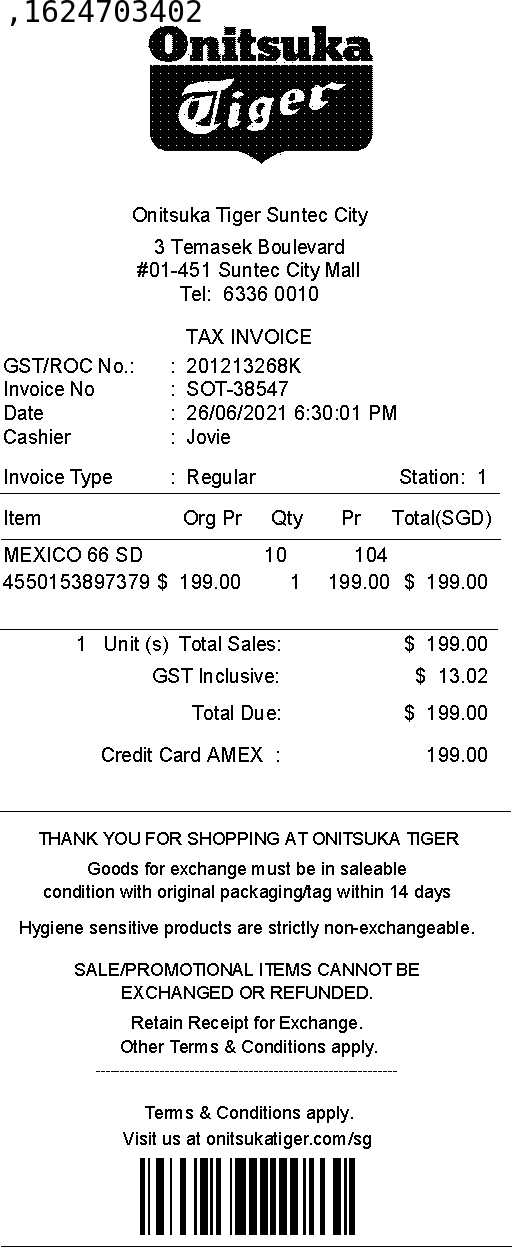 ,1624703402
Onitsuka
Tiger
Onitsuka Tiger Suntec City
3 Temasek Boulevard
#01-451 Suntec City Mall
Tel: 6336 0010
TAX INVOICE
GST/ROC No.: : 201213268K
Invoice No : SOT-38547
Date : 26/06/2021 6:30:01 PM
Cashier : Jovie
Invoice Type : Regular Station: 1
Item Org Pr Qty Pr Total(SGD)
MEXICO 66 SD 10 104
4550153897379 $ 199.00 1 199.00 $ 199.00
1 Unit (s) Total Sales: $ 199.00
GST Inclusive: $ 13.02
Total Due: $ 199.00
Credit Card AMEX : 199.00
THANK YOU FOR SHOPPING AT ONITSUKA TIGER
Goods for exchange must be in saleable
condition with original packaging/tag within 14 days
Hygiene sensitive products are strictly non-exchangeable.
SALE/PROMOTIONAL ITEMS CANNOT BE
EXCHANGED OR REFUNDED.
Retain Receipt for Exchange.
Other Terms & Conditions apply.
Terms & Conditions apply.
Visit us at onitsukatiger.com/sg